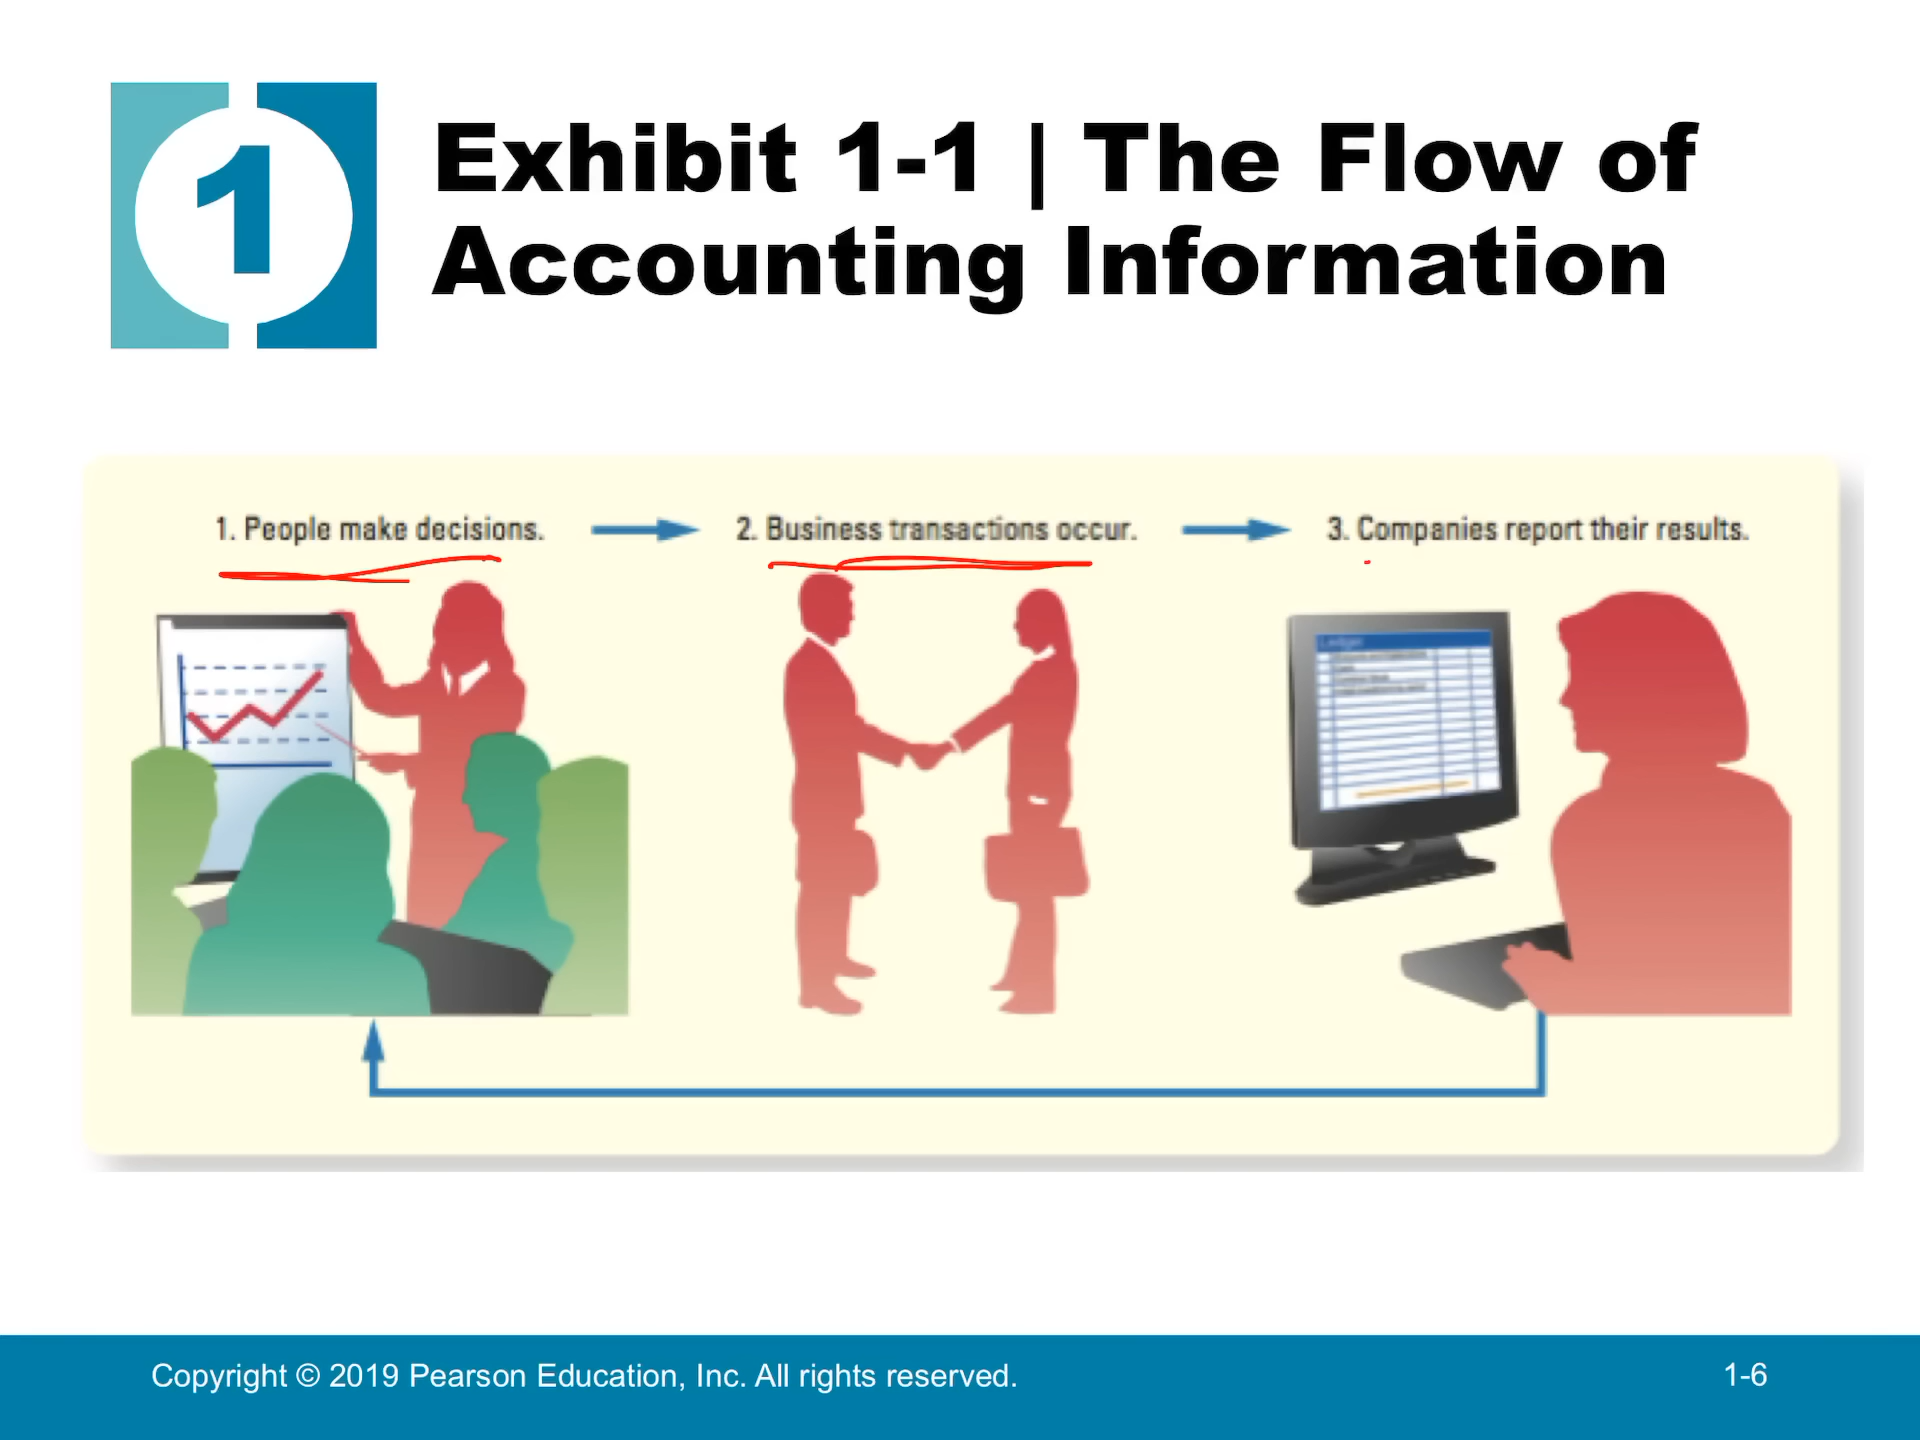 1
Exhibit 1-1 | The Flow of
Accounting Information
1. People make decisions.
2. Business transactions occur.
3. Companies report their results.
Ledger
Copyright © 2019 Pearson Education, Inc. All rights reserved.
1-6